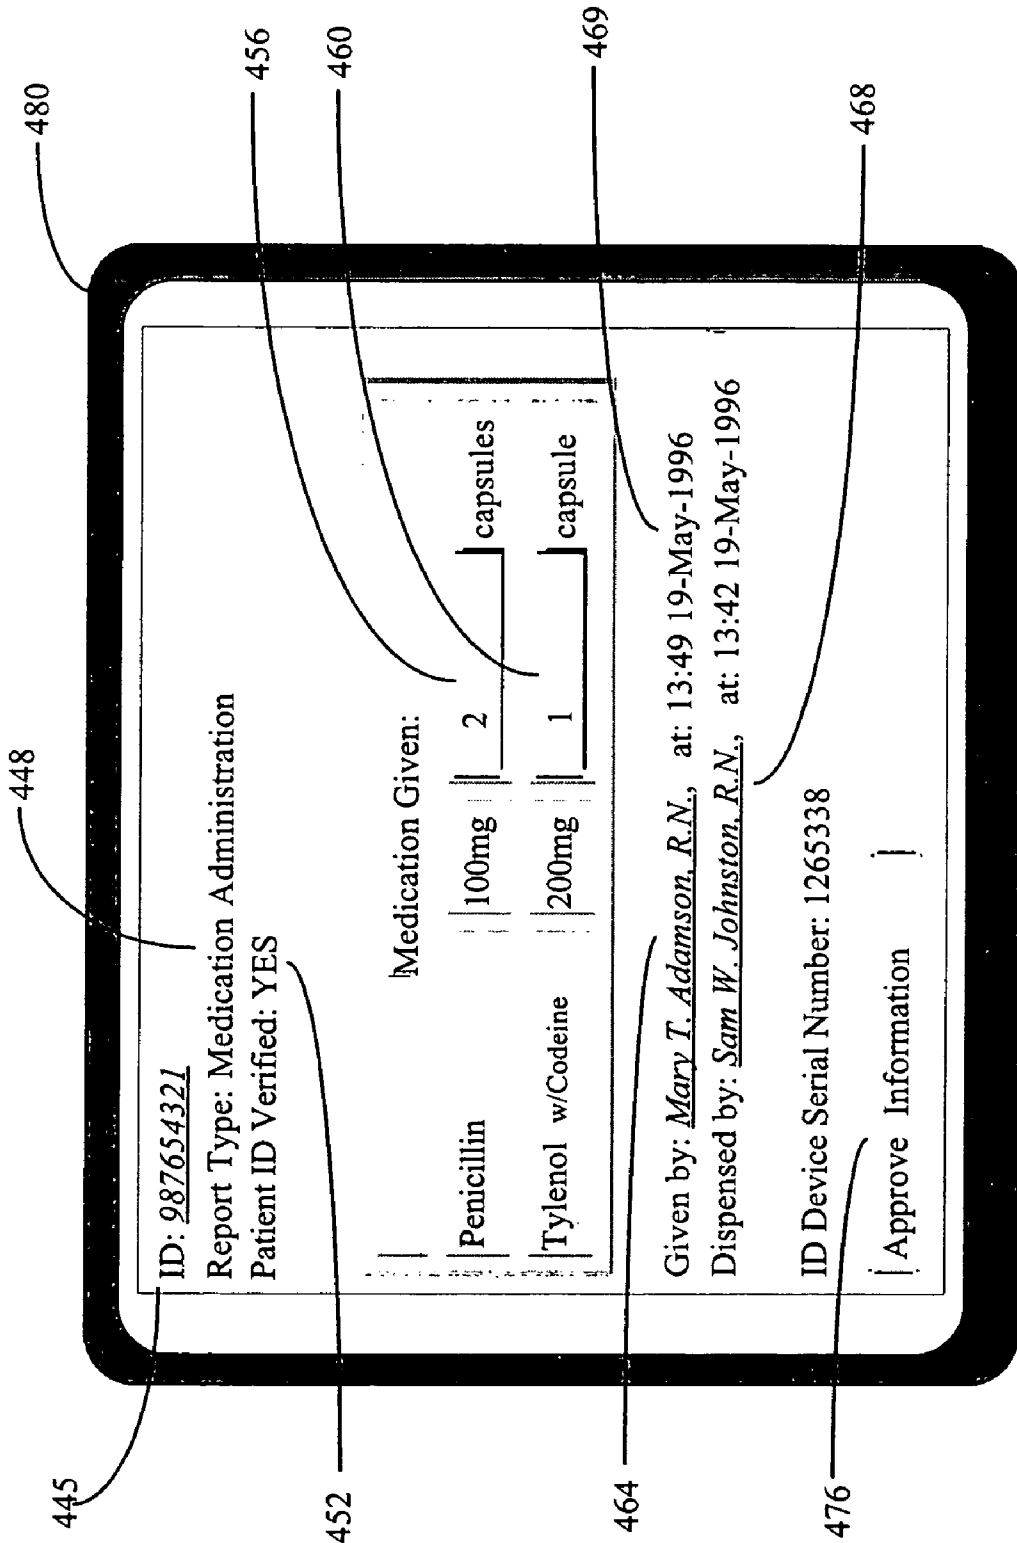 480
448
456
460
469
468
ID: 987654321
Report Type: Medication Administration
Patient ID Verified: YES
Medication Given:
Penicillin 100mg 2 capsules
Tylenol w/Codeine 200mg 1 capsule
Given by: Mary T. Adamson, R.N., at: 13:49 19-May-1996
Dispensed by: Sam W. Johnston, R.N., at: 13:42 19-May-1996
ID Device Serial Number: 1265338
Approve Information
445
452
464
476